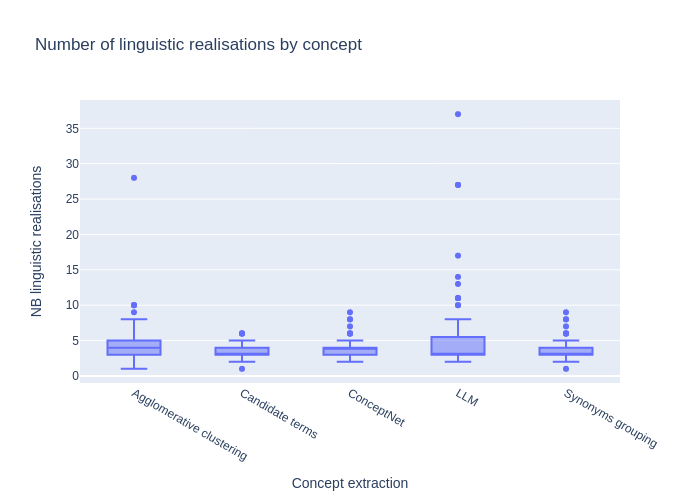 Number of linguistic realisations by concept
NB linguistic realisations
35
30
25
20
15
10
5
0
Agglomerative clustering
Candidate terms
ConceptNet
LLM
Synonyms grouping
Concept extraction